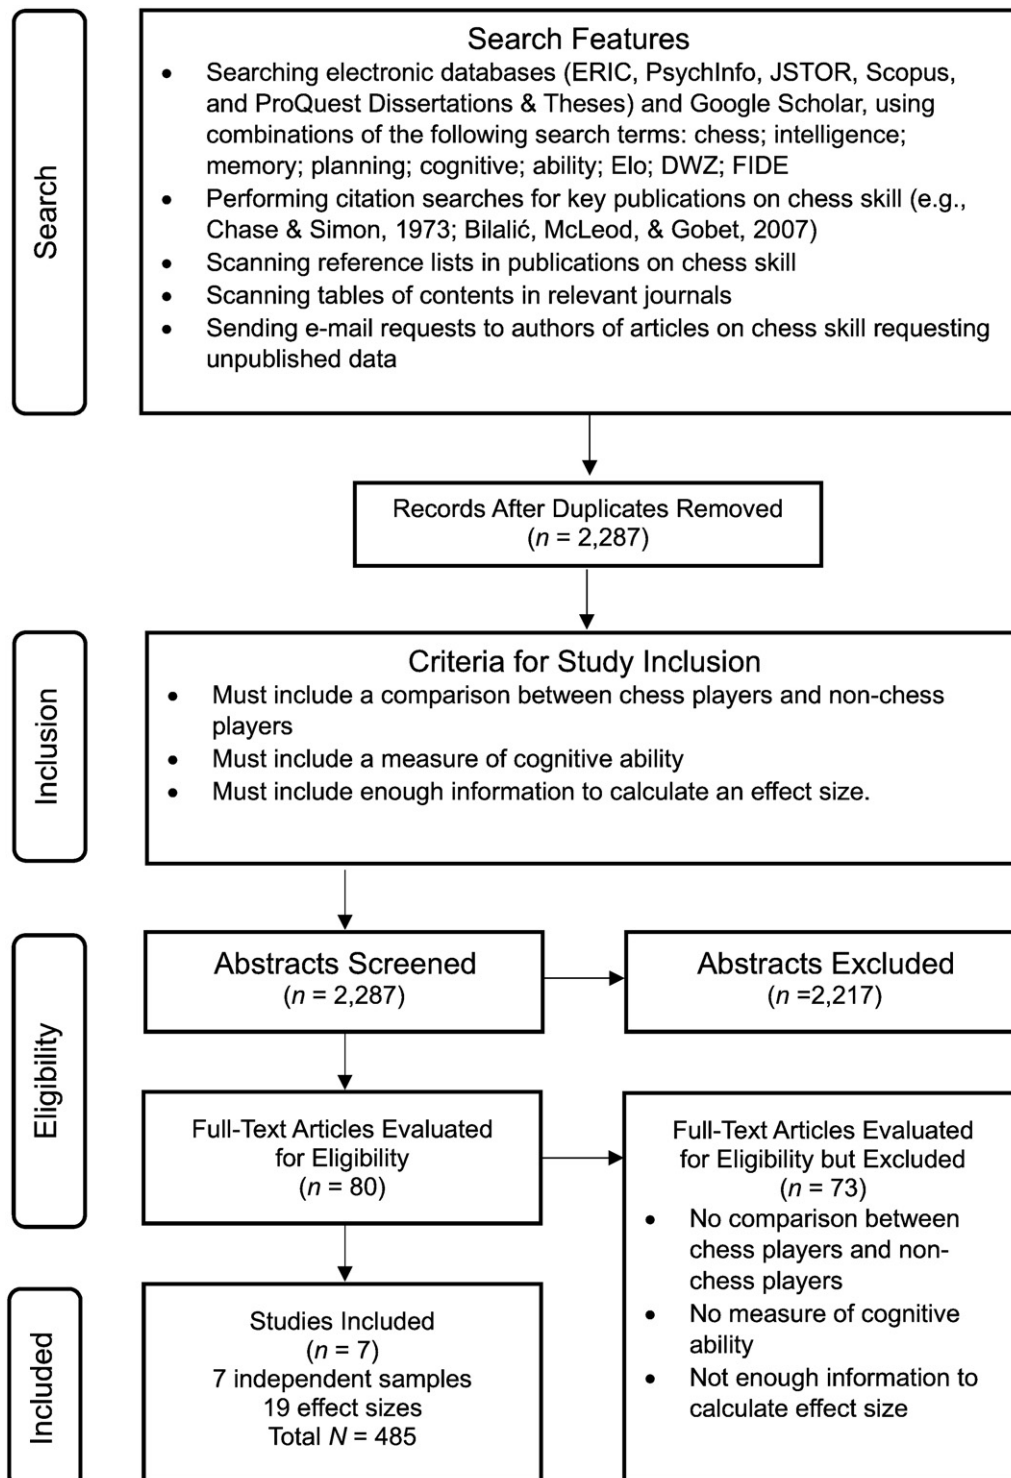 Search
Search Features
• Searching electronic databases (ERIC, PsychInfo, JSTOR, Scopus,
and ProQuest Dissertations & Theses) and Google Scholar, using
combinations of the following search terms: chess; intelligence;
memory; planning; cognitive; ability; Elo; DWZ; FIDE
• Performing citation searches for key publications on chess skill (e.g.,
Chase & Simon, 1973; Bilalić, McLeod, & Gobet, 2007)
• Scanning reference lists in publications on chess skill
• Scanning tables of contents in relevant journals
• Sending e-mail requests to authors of articles on chess skill requesting
unpublished data
Records After Duplicates Removed
(n = 2,287)
Inclusion
Criteria for Study Inclusion
• Must include a comparison between chess players and non-chess
players
• Must include a measure of cognitive ability
• Must include enough information to calculate an effect size.
Eligibility
Abstracts Screened
(n = 2,287)
Abstracts Excluded
(n =2,217)
Full-Text Articles Evaluated
for Eligibility
(n = 80)
Full-Text Articles Evaluated
for Eligibility but Excluded
(n = 73)
• No comparison between
chess players and non-
chess players
• No measure of cognitive
ability
• Not enough information to
calculate effect size
Included
Studies Included
(n = 7)
7 independent samples
19 effect sizes
Total N = 485